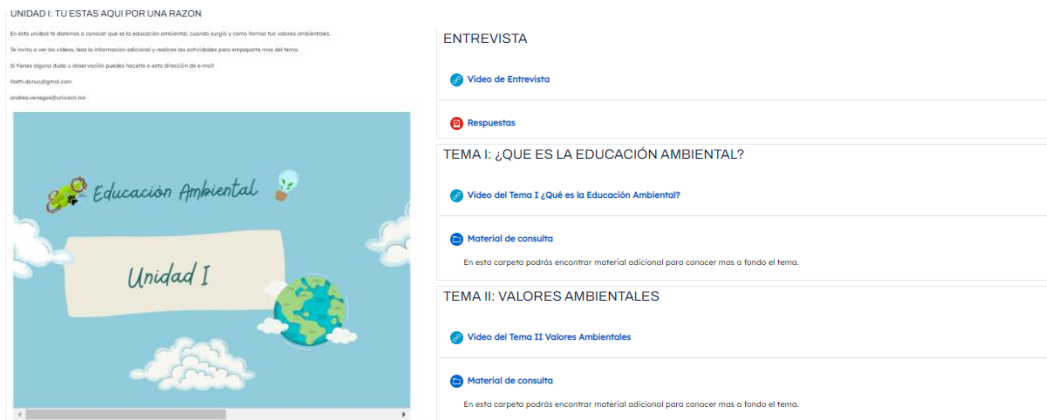 UNIDAD I: TU ESTAS AQUI POR UNA RAZON
En esta unidad te daremos a conocer que es la educación ambiental, cuando surgió y como formar tus valores ambientales.
Te invito a ver los videos, leas la información adicional y realices las actividades para empaparte mas del tema.
Si tienes alguna duda u observación puedes hacerlo a esta dirección de e-mail
lizeth.donus@gmail.com
andrea.venegas@unicach.mx
Educación Ambiental
Unidad I
ENTREVISTA
Video de Entrevista
Respuestas
TEMA I: ¿QUE ES LA EDUCACIÓN AMBIENTAL?
Video del Tema I ¿Qué es la Educación Ambiental?
Material de consulta
En esta carpeta podrás encontrar material adicional para conocer mas a fondo el tema.
TEMA II: VALORES AMBIENTALES
Video del Tema II Valores Ambientales
Material de consulta
En esta carpeta podrás encontrar material adicional para conocer mas a fondo el tema.